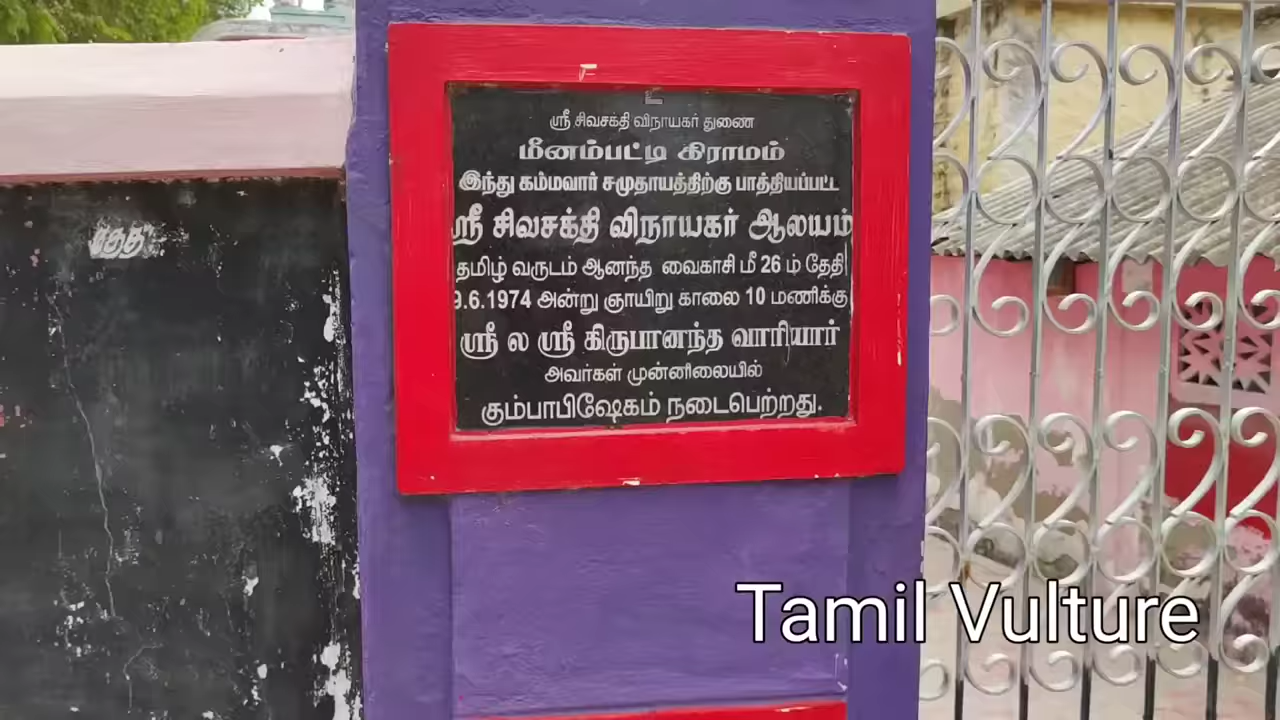 உ
ஸ்ரீ சிவசக்தி விநாயகர் துணை
மீனம்பட்டி கிராமம்
இந்து கம்மவார் சமுதாயத்திற்கு பாத்தியப்பட்ட
ஸ்ரீ சிவசக்தி விநாயகர் ஆலயம்
தமிழ் வருடம் ஆனந்த வைகாசி மீ 26 ம் தேதி
9.6.1974 அன்று ஞாயிறு காலை 10 மணிக்கு
ஸ்ரீ ல ஸ்ரீ கிருபானந்த வாரியார்
அவர்கள் முன்னிலையில்
கும்பாபிஷேகம் நடைபெற்றது.
Tamil Vulture